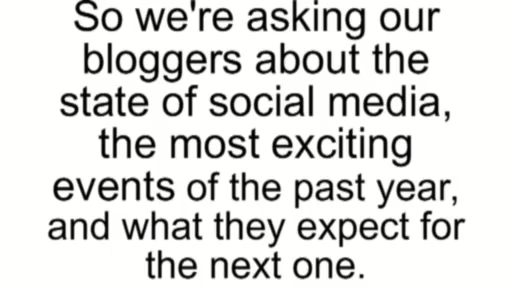 So we're asking our
bloggers about the
state of social media,
the most exciting
events of the past year,
and what they expect for
the next one.